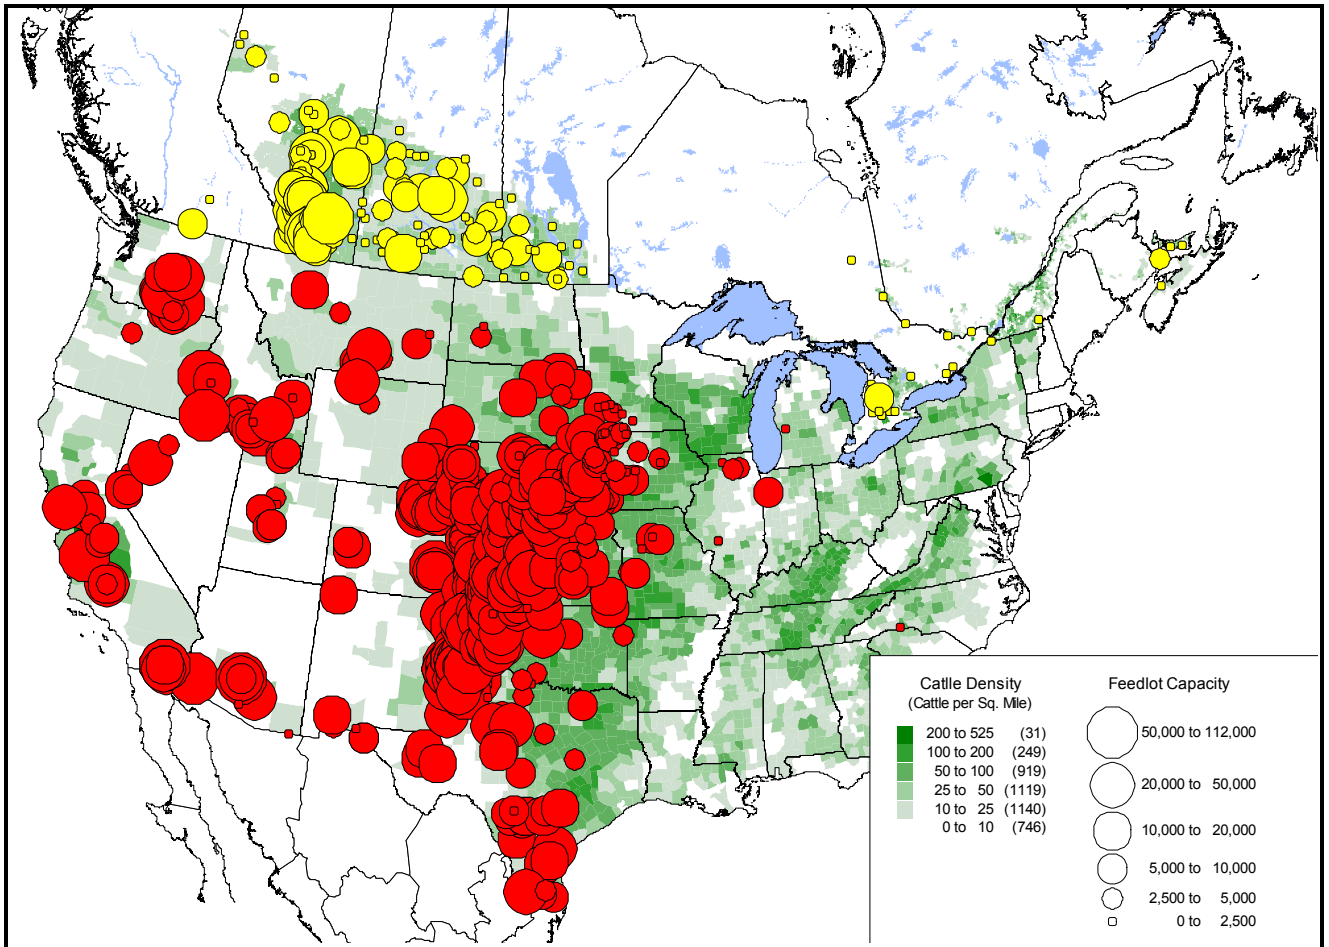 Catlle Density
(Cattle per Sq. Mile)
200 to 525 (31)
100 to 200 (249)
50 to 100 (919)
25 to 50 (1119)
10 to 25 (1140)
0 to 10 (746)
Feedlot Capacity
50,000 to 112,000
20,000 to 50,000
10,000 to 20,000
5,000 to 10,000
2,500 to 5,000
0 to 2,500